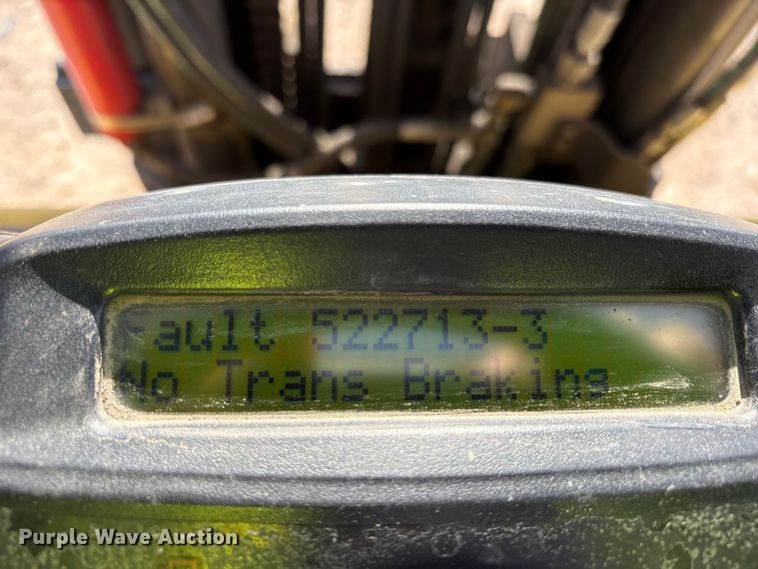 Fault 522713-3
No Trans Braking
Purple Wave Auction